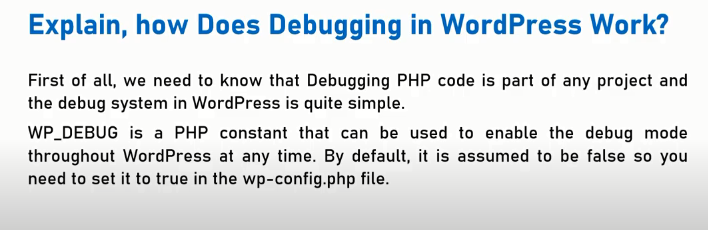 Explain, how Does Debugging in WordPress Work?
First of all, we need to know that Debugging PHP code is part of any project and
the debug system in WordPress is quite simple.
WP_DEBUG is a PHP constant that can be used to enable the debug mode
throughout WordPress at any time. By default, it is assumed to be false so you
need to set it to true in the wp-config.php file.